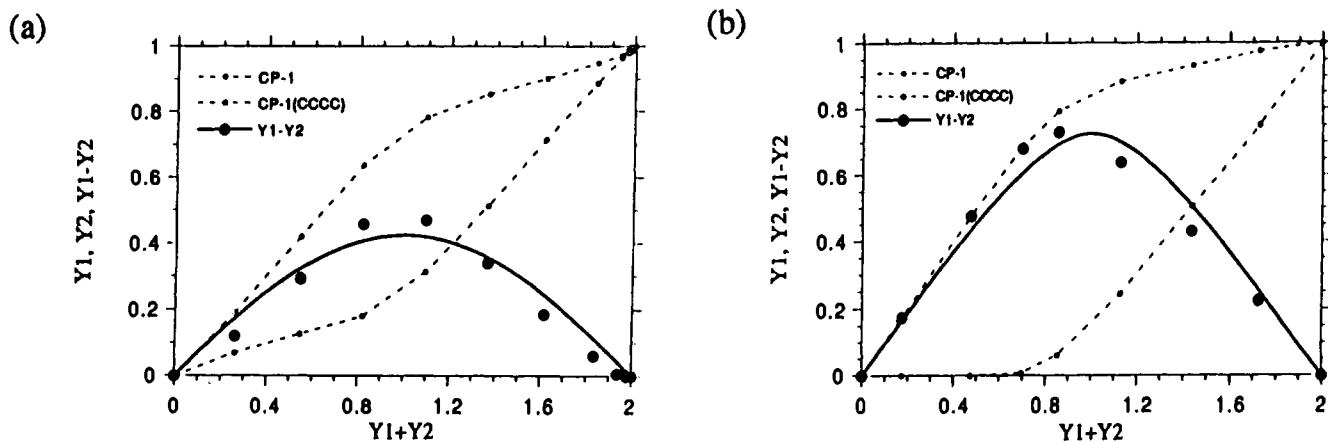 (a)
1
0.8
0.6
0.4
0.2
0
Y1, Y2, Y1-Y2
CP-1
CP-1(CCCC)
Y1-Y2
0 0.4 0.8 1.2 1.6 2
Y1+Y2
(b)
1
0.8
0.6
0.4
0.2
0
Y1, Y2, Y1-Y2
CP-1
CP-1(CCCC)
Y1-Y2
0 0.4 0.8 1.2 1.6 2
Y1+Y2